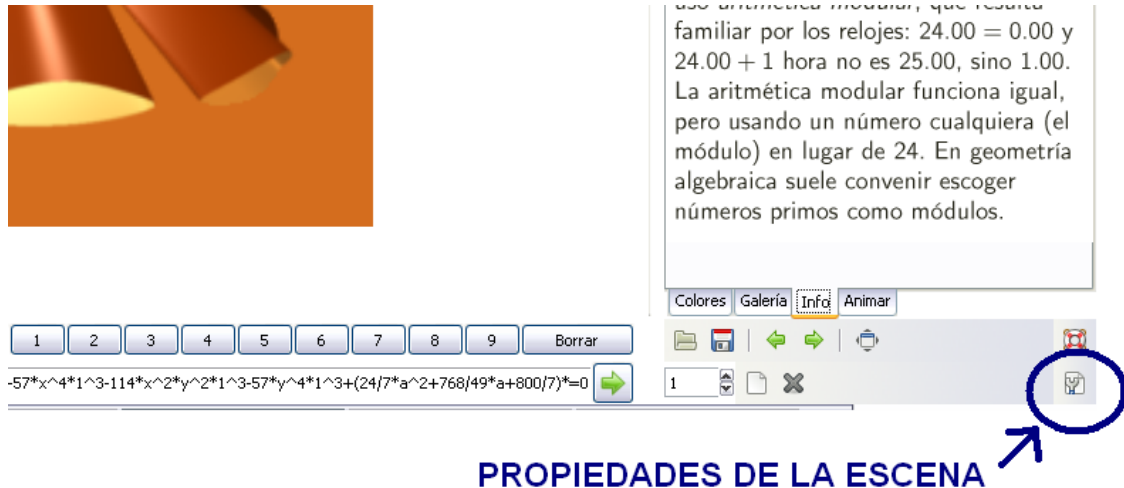 uso aritmética modular, que resulta
familiar por los relojes: 24.00 = 0.00 y
24.00 + 1 hora no es 25.00, sino 1.00.
La aritmética modular funciona igual,
pero usando un número cualquiera (el
módulo) en lugar de 24. En geometría
algebraica suele convenir escoger
números primos como módulos.
Colores Galería Info Animar
1 2 3 4 5 6 7 8 9 Borrar
-57*x^4*1^3-114*x^2*y^2*1^3-57*y^4*1^3+(24/7*a^2+768/49*a+800/7)*=0
1
PROPIEDADES DE LA ESCENA